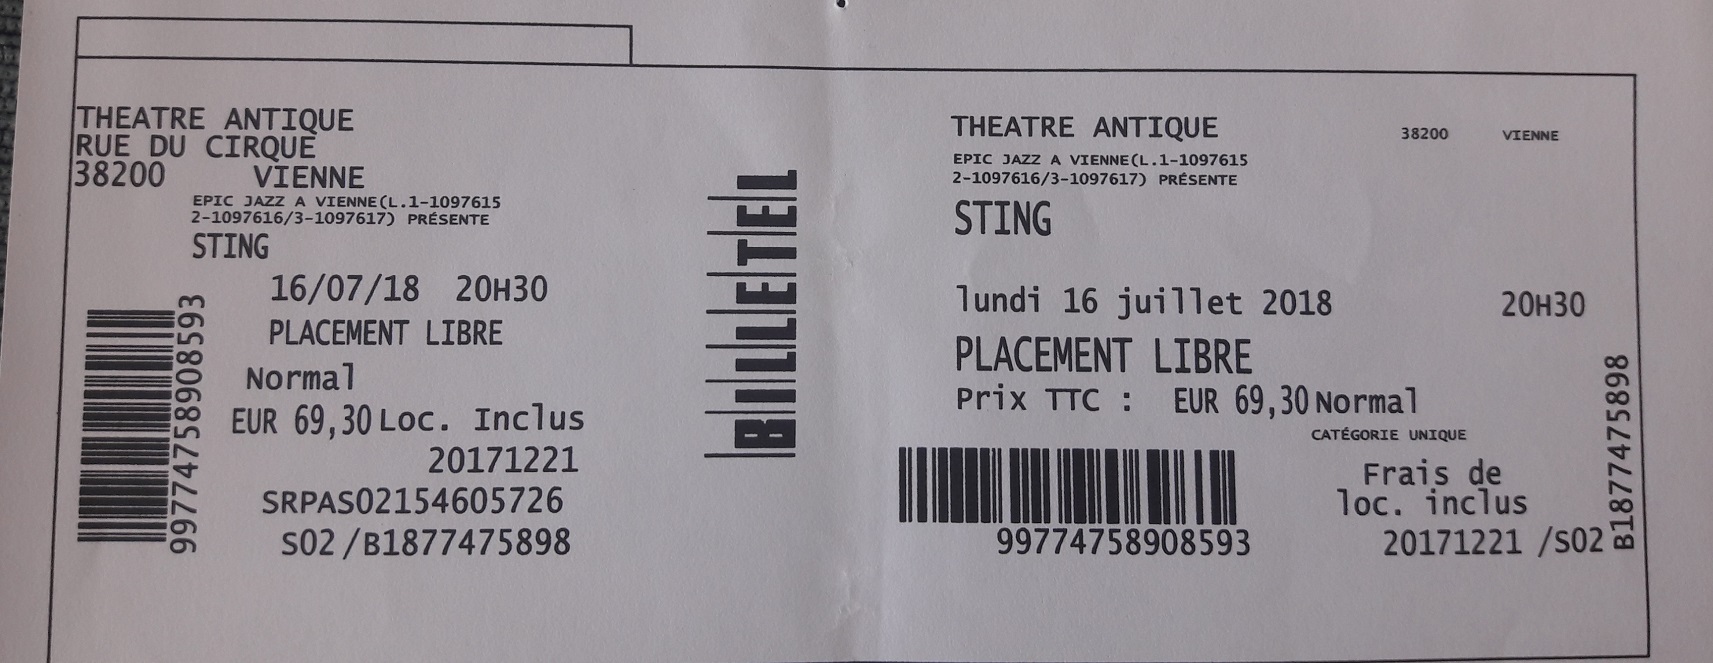 THEATRE ANTIQUE
RUE DU CIRQUE
38200 VIENNE
EPIC JAZZ A VIENNE(L.1-1097615
2-1097616/3-1097617) PRÉSENTE
STING
16/07/18 20H30
PLACEMENT LIBRE
Normal
EUR 69,30 Loc. Inclus
20171221
SRPAS02154605726
S02 /B1877475898
99774758908593
BILLETEL
THEATRE ANTIQUE 38200 VIENNE
EPIC JAZZ A VIENNE(L.1-1097615
2-1097616/3-1097617) PRÉSENTE
STING
lundi 16 juillet 2018 20H30
PLACEMENT LIBRE
Prix TTC : EUR 69,30 Normal
CATÉGORIE UNIQUE
Frais de
loc. inclus
99774758908593
20171221 /S02
B1877475898